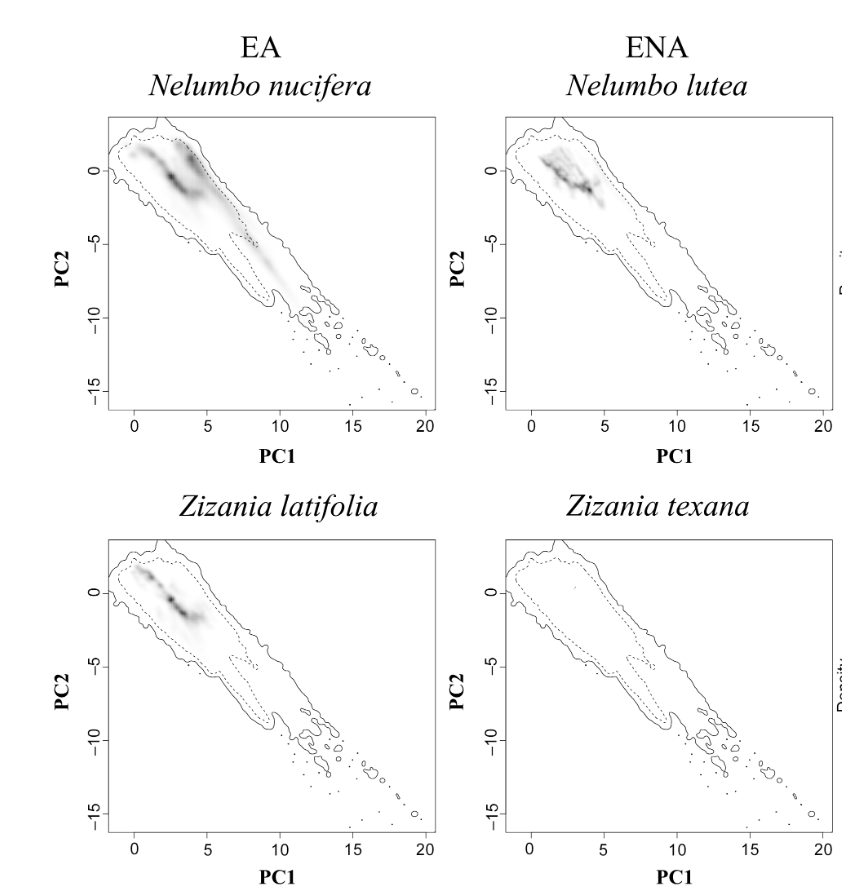 EA
ENA
Nelumbo nucifera
Nelumbo lutea
PC2
0
−5
−10
−15
0 5 10 15 20
PC1
PC2
0
−5
−10
−15
0 5 10 15 20
PC1
Zizania latifolia
Zizania texana
PC2
0
−5
−10
−15
0 5 10 15 20
PC1
PC2
0
−5
−10
−15
0 5 10 15 20
PC1